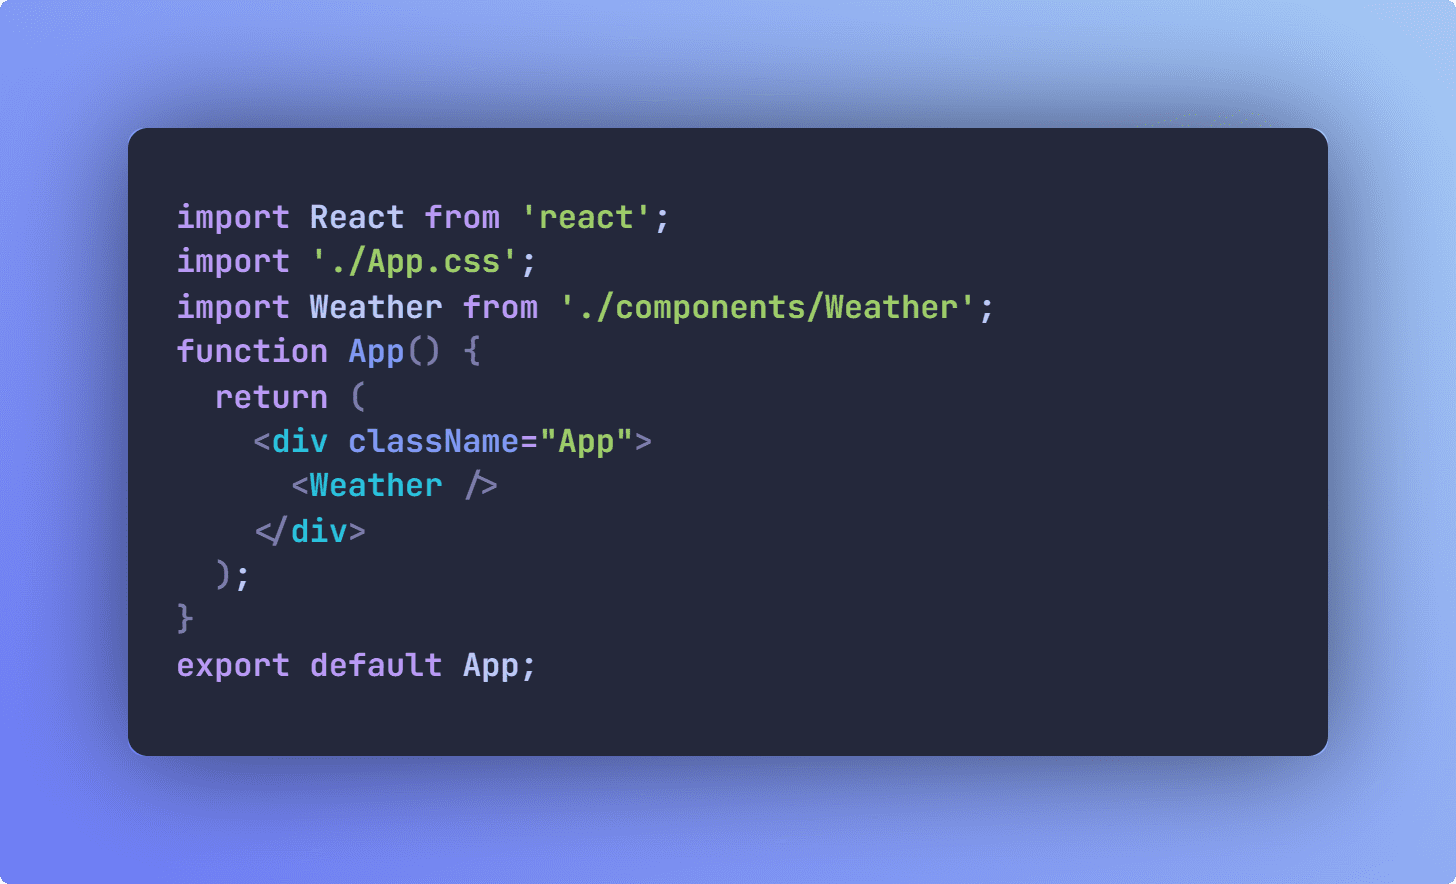 import React from 'react';
import './App.css';
import Weather from './components/Weather';
function App() {
  return (
    <div className="App">
      <Weather />
    </div>
  );
}
export default App;